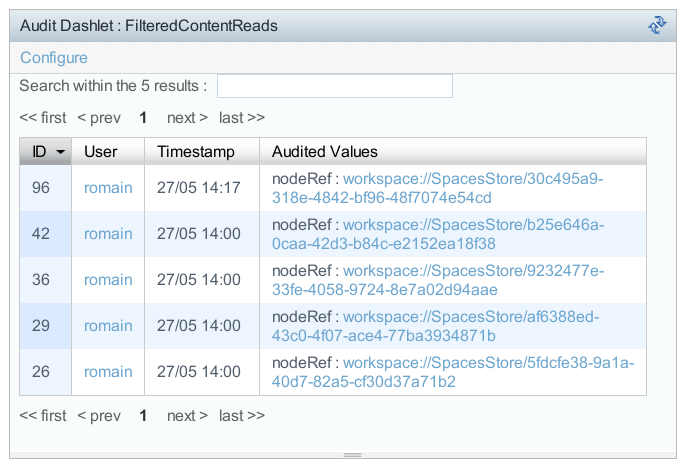 Audit Dashlet : FilteredContentReads
Configure
Search within the 5 results :
<< first < prev 1 next > last >>
ID User Timestamp Audited Values
96 romain 27/05 14:17 nodeRef : workspace://SpacesStore/30c495a9-
318e-4842-bf96-48f7074e54cd
42 romain 27/05 14:00 nodeRef : workspace://SpacesStore/b25e646a-
0caa-42d3-b84c-e2152ea18f38
36 romain 27/05 14:00 nodeRef : workspace://SpacesStore/9232477e-
33fe-4058-9724-8e7a02d94aae
29 romain 27/05 14:00 nodeRef : workspace://SpacesStore/af6388ed-
43c0-4f07-ace4-77ba3934871b
26 romain 27/05 14:00 nodeRef : workspace://SpacesStore/5fdcfe38-9a1a-
40d7-82a5-cf30d37a71b2
<< first < prev 1 next > last >>